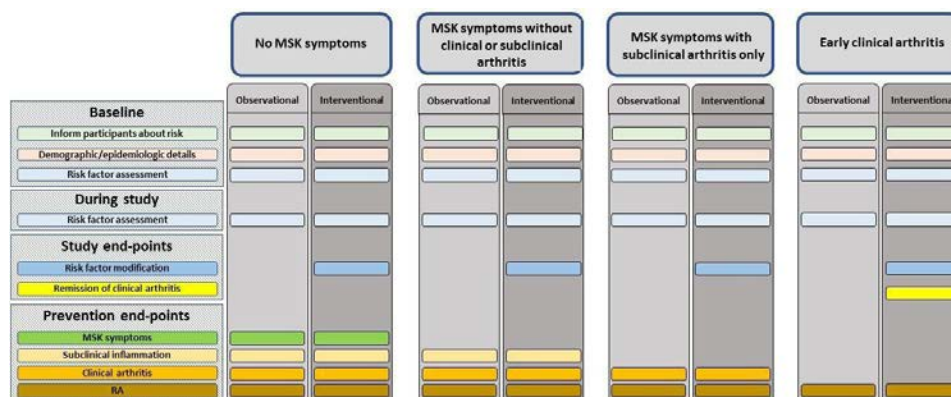 No MSK symptoms
MSK symptoms without
clinical or subclinical
arthritis
MSK symptoms with
subclinical arthritis only
Early clinical arthritis
Observational
Interventional
Observational
Interventional
Observational
Interventional
Observational
Interventiona
Baseline
Inform participants about risk
Demographic/epidemiologic details
Risk factor assessment
During study
Risk factor assessment
Study end-points
Risk factor modification
Remission of clinical arthritis
Prevention end-points
MSK symptoms
Subclinical inflammation
Clinical arthritis
RA